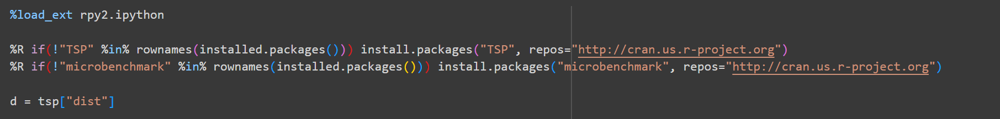 %load_ext rpy2.ipython
%R if(!"TSP" %in% rownames(installed.packages())) install.packages("TSP", repos="http://cran.us.r-project.org")
%R if(!"microbenchmark" %in% rownames(installed.packages())) install.packages("microbenchmark", repos="http://cran.us.r-project.org")
d = tsp["dist"]